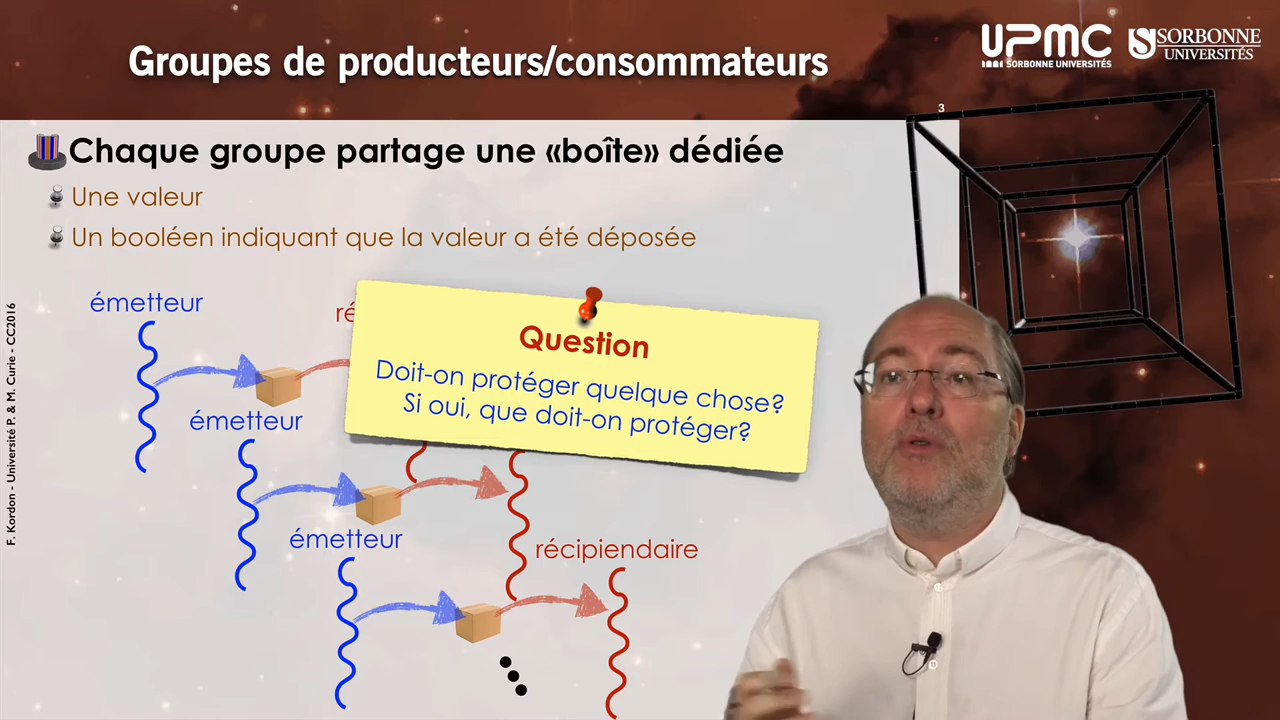 Groupes de producteurs/consommateurs
UPMC
SORBONNE UNIVERSITÉS
SORBONNE
UNIVERSITÉS
3
Chaque groupe partage une «boîte» dédiée
Une valeur
Un booléen indiquant que la valeur a été déposée
émetteur
ré
Question
Doit-on protéger quelque chose?
Si oui, que doit-on protéger?
émetteur
émetteur
récipiendaire
F. Kordon - Université P. & M. Curie - CC2016